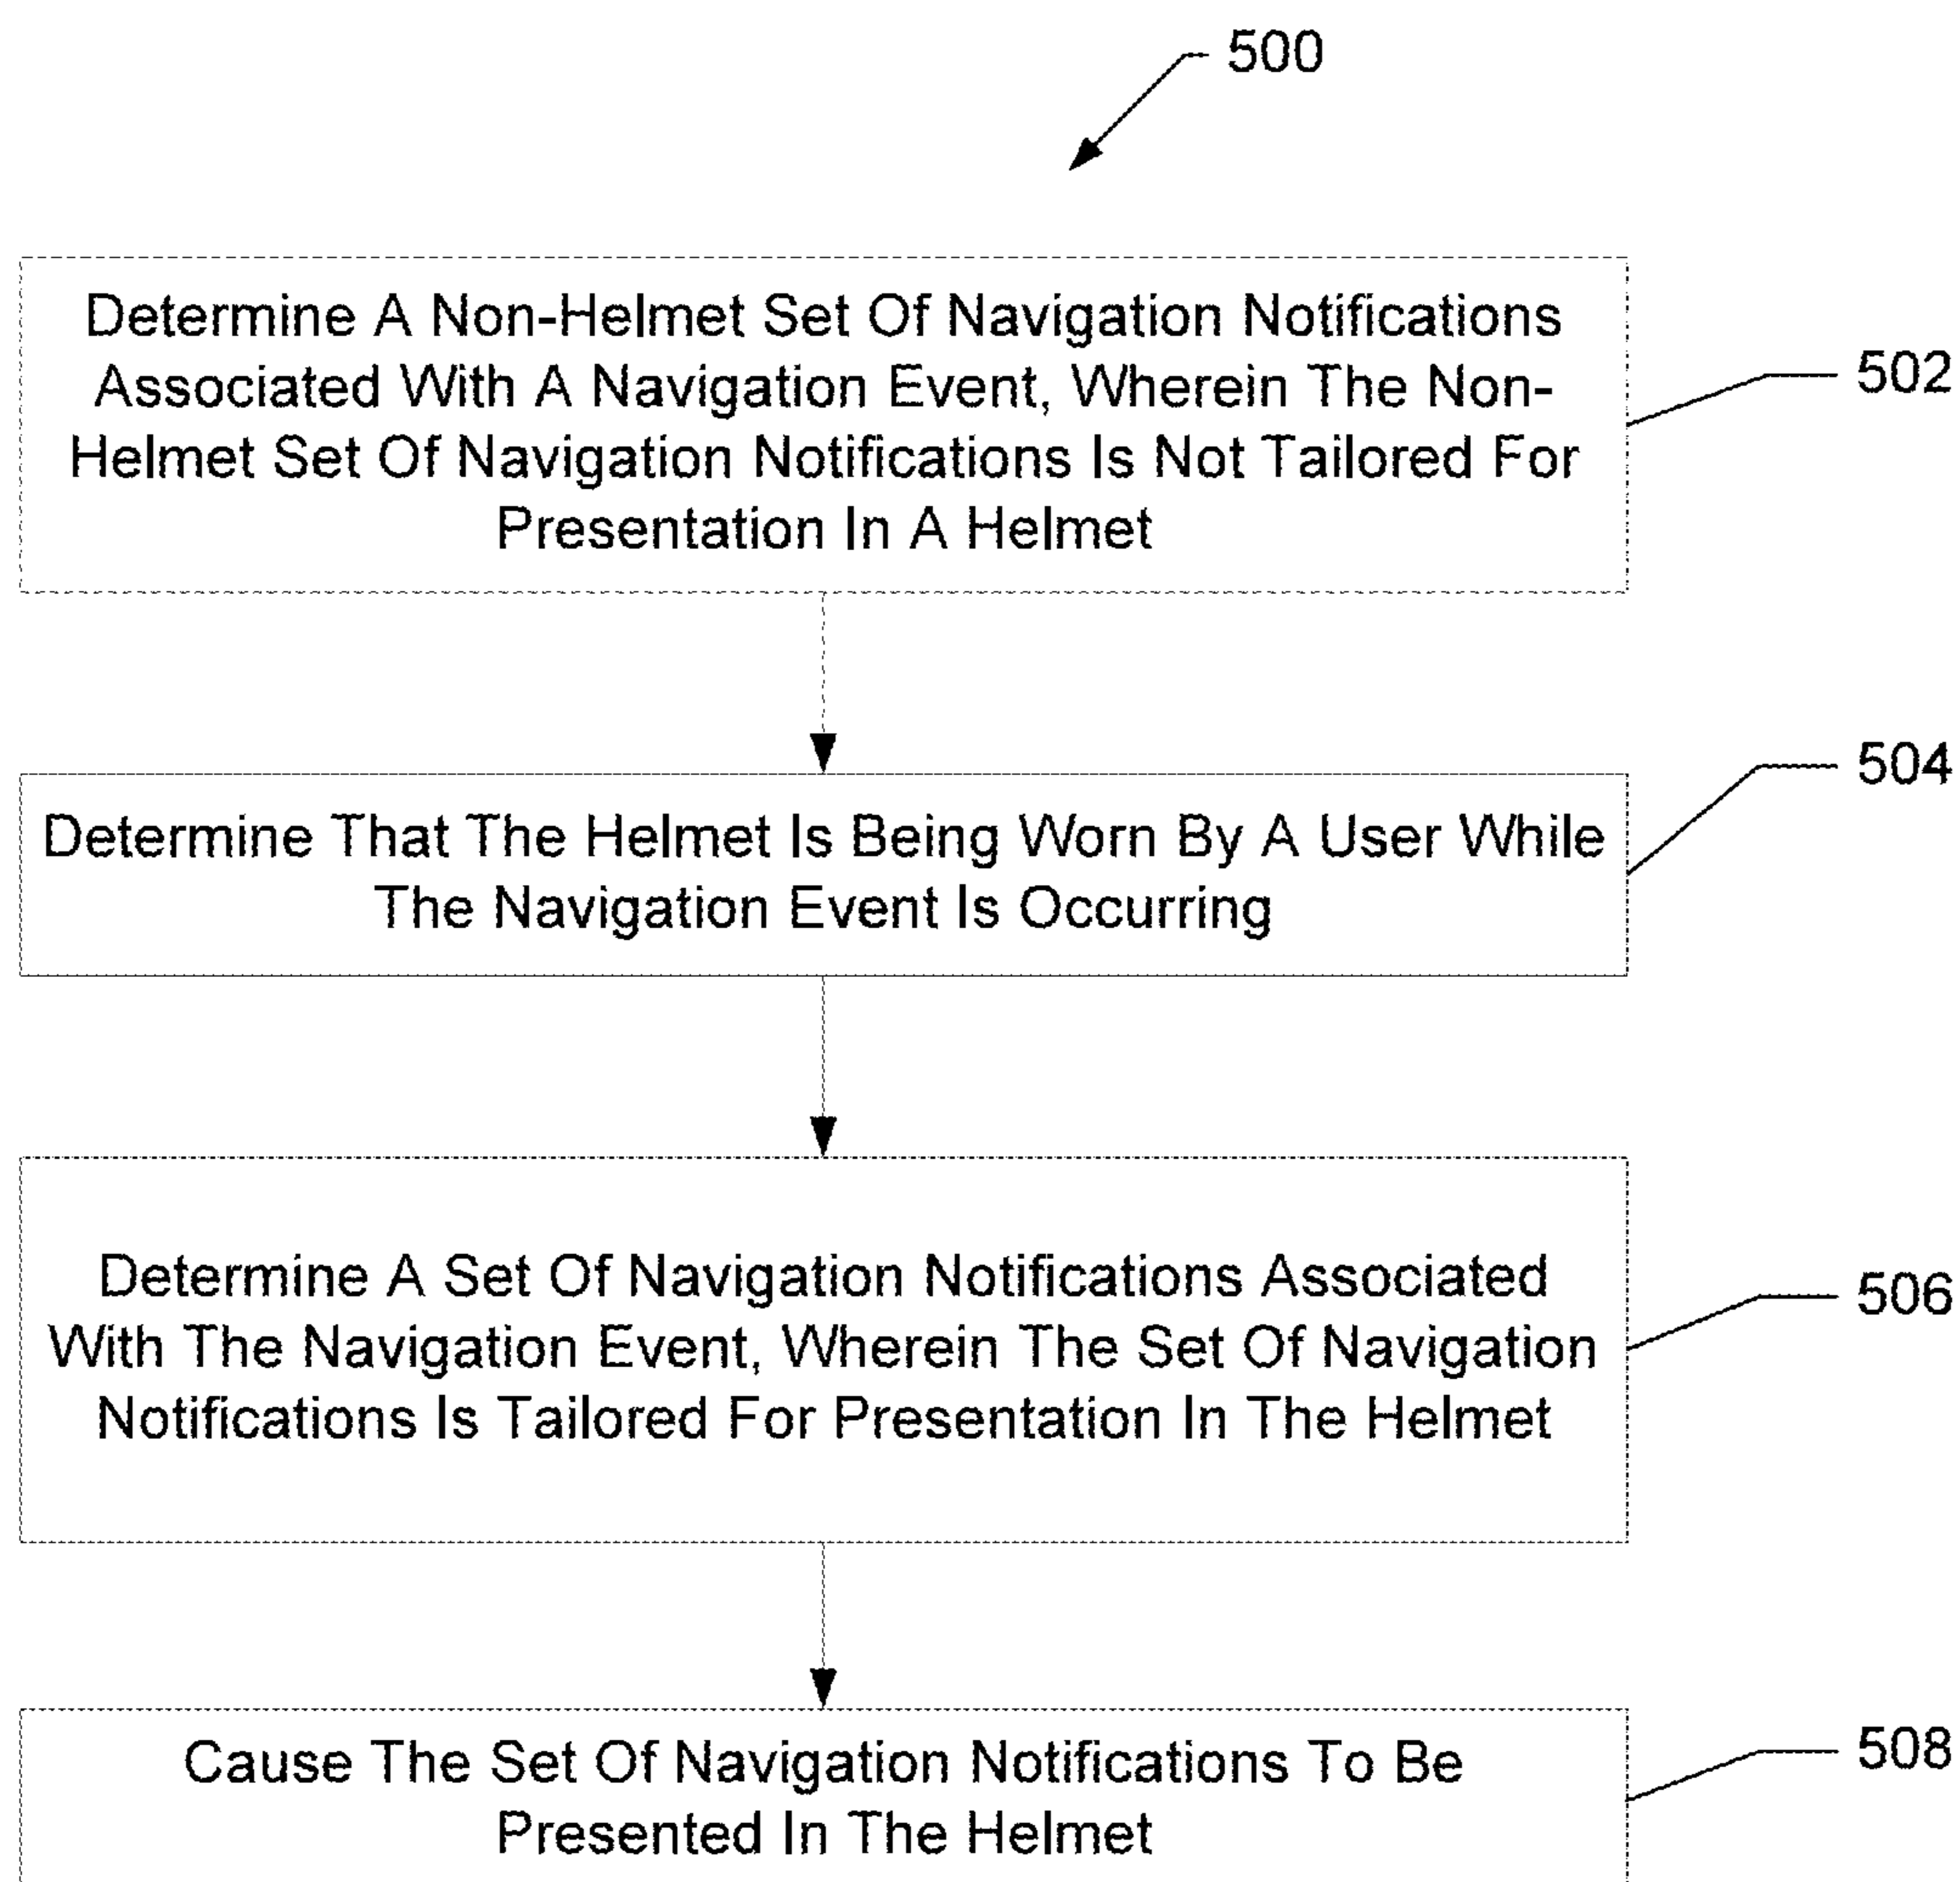 500
Determine A Non-Helmet Set Of Navigation Notifications
Associated With A Navigation Event, Wherein The Non-
Helmet Set Of Navigation Notifications Is Not Tailored For
Presentation In A Helmet
502
Determine That The Helmet Is Being Worn By A User While
The Navigation Event Is Occurring
504
Determine A Set Of Navigation Notifications Associated
With The Navigation Event, Wherein The Set Of Navigation
Notifications Is Tailored For Presentation In The Helmet
506
Cause The Set Of Navigation Notifications To Be
Presented In The Helmet
508